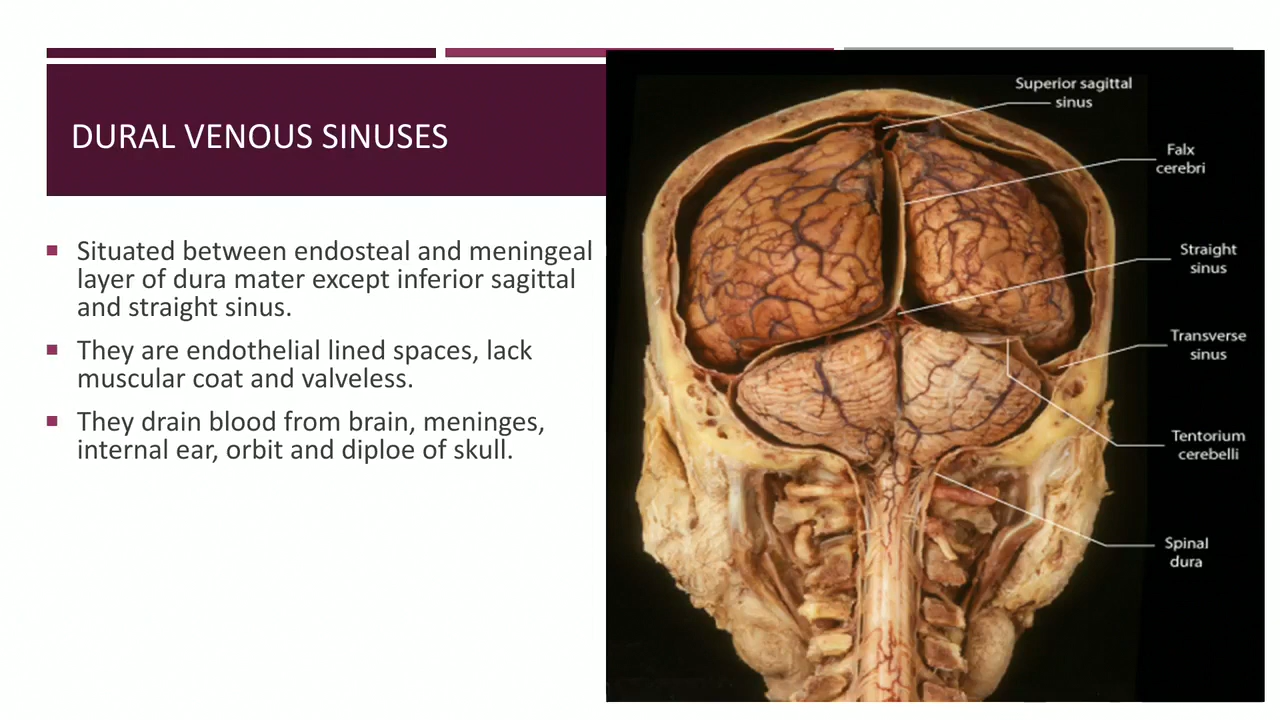 DURAL VENOUS SINUSES
Situated between endosteal and meningeal
layer of dura mater except inferior sagittal
and straight sinus.
They are endothelial lined spaces, lack
muscular coat and valveless.
They drain blood from brain, meninges,
internal ear, orbit and diploe of skull.
Superior sagittal
sinus
Falx
cerebri
Straight
sinus
Transverse
sinus
Tentorium
cerebelli
Spinal
dura